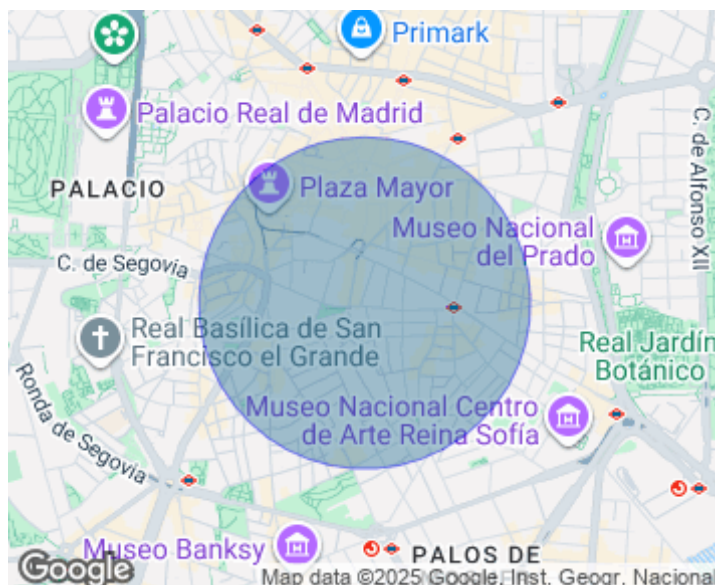 Primark
Palacio Real de Madrid
PALACIO
Plaza Mayor
C. de Alfonso XII
Museo Nacional
del Prado
C. de Segovia
Real Basílica de San
Francisco el Grande
Real Jardín
Botánico
Ronda de Segovia
Museo Nacional Centro
de Arte Reina Sofía
Museo Banksy
PALOS DE
Google
Map data ©2025 Google, Inst. Geogr. Nacional